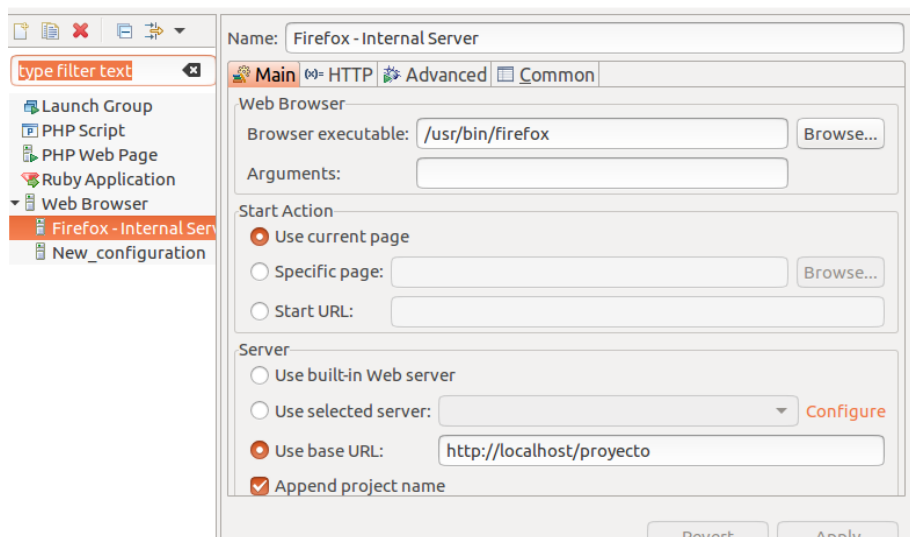 Name: Firefox - Internal Server
type filter text
Main (x)= HTTP Advanced Common
Launch Group
PHP Script
PHP Web Page
Ruby Application
Web Browser
Firefox - Internal Serv
New_configuration
Web Browser
Browser executable: /usr/bin/firefox Browse...
Arguments:
Start Action
Use current page
Specific page: Browse...
Start URL:
Server
Use built-in Web server
Use selected server: Configure
Use base URL: http://localhost/proyecto
Append project name
Revert Apply